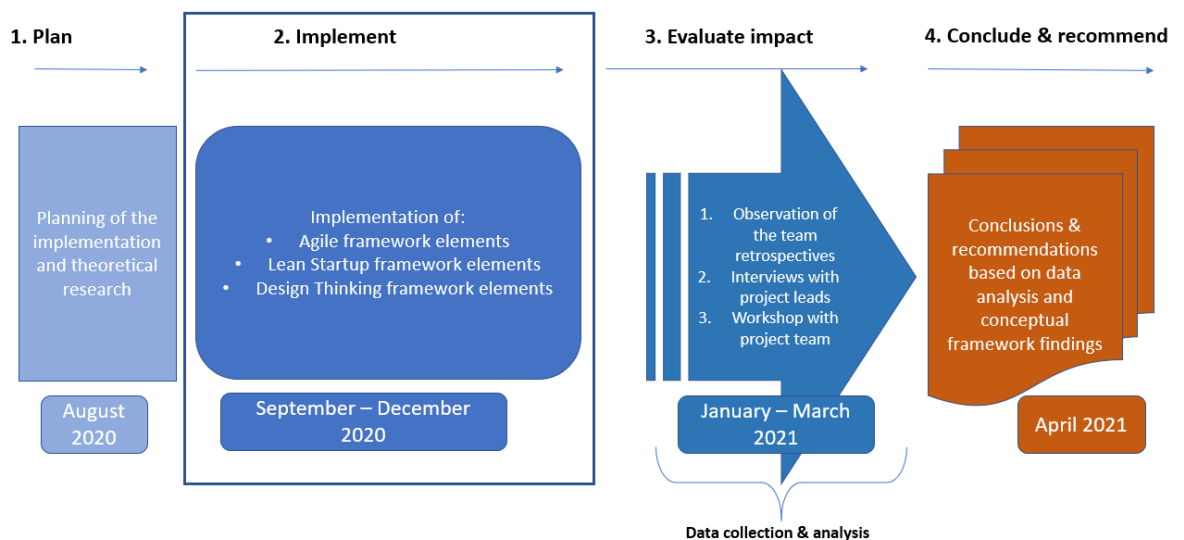 1. Plan
2. Implement
3. Evaluate impact
4. Conclude & recommend
Planning of the
implementation
and theoretical
research
August
2020
Implementation of:
• Agile framework elements
• Lean Startup framework elements
• Design Thinking framework elements
September – December
2020
1. Observation of
the team
retrospectives
2. Interviews with
project leads
3. Workshop with
project team
January – March
2021
Data collection & analysis
Conclusions &
recommendations
based on data
analysis and
conceptual
framework findings
April 2021